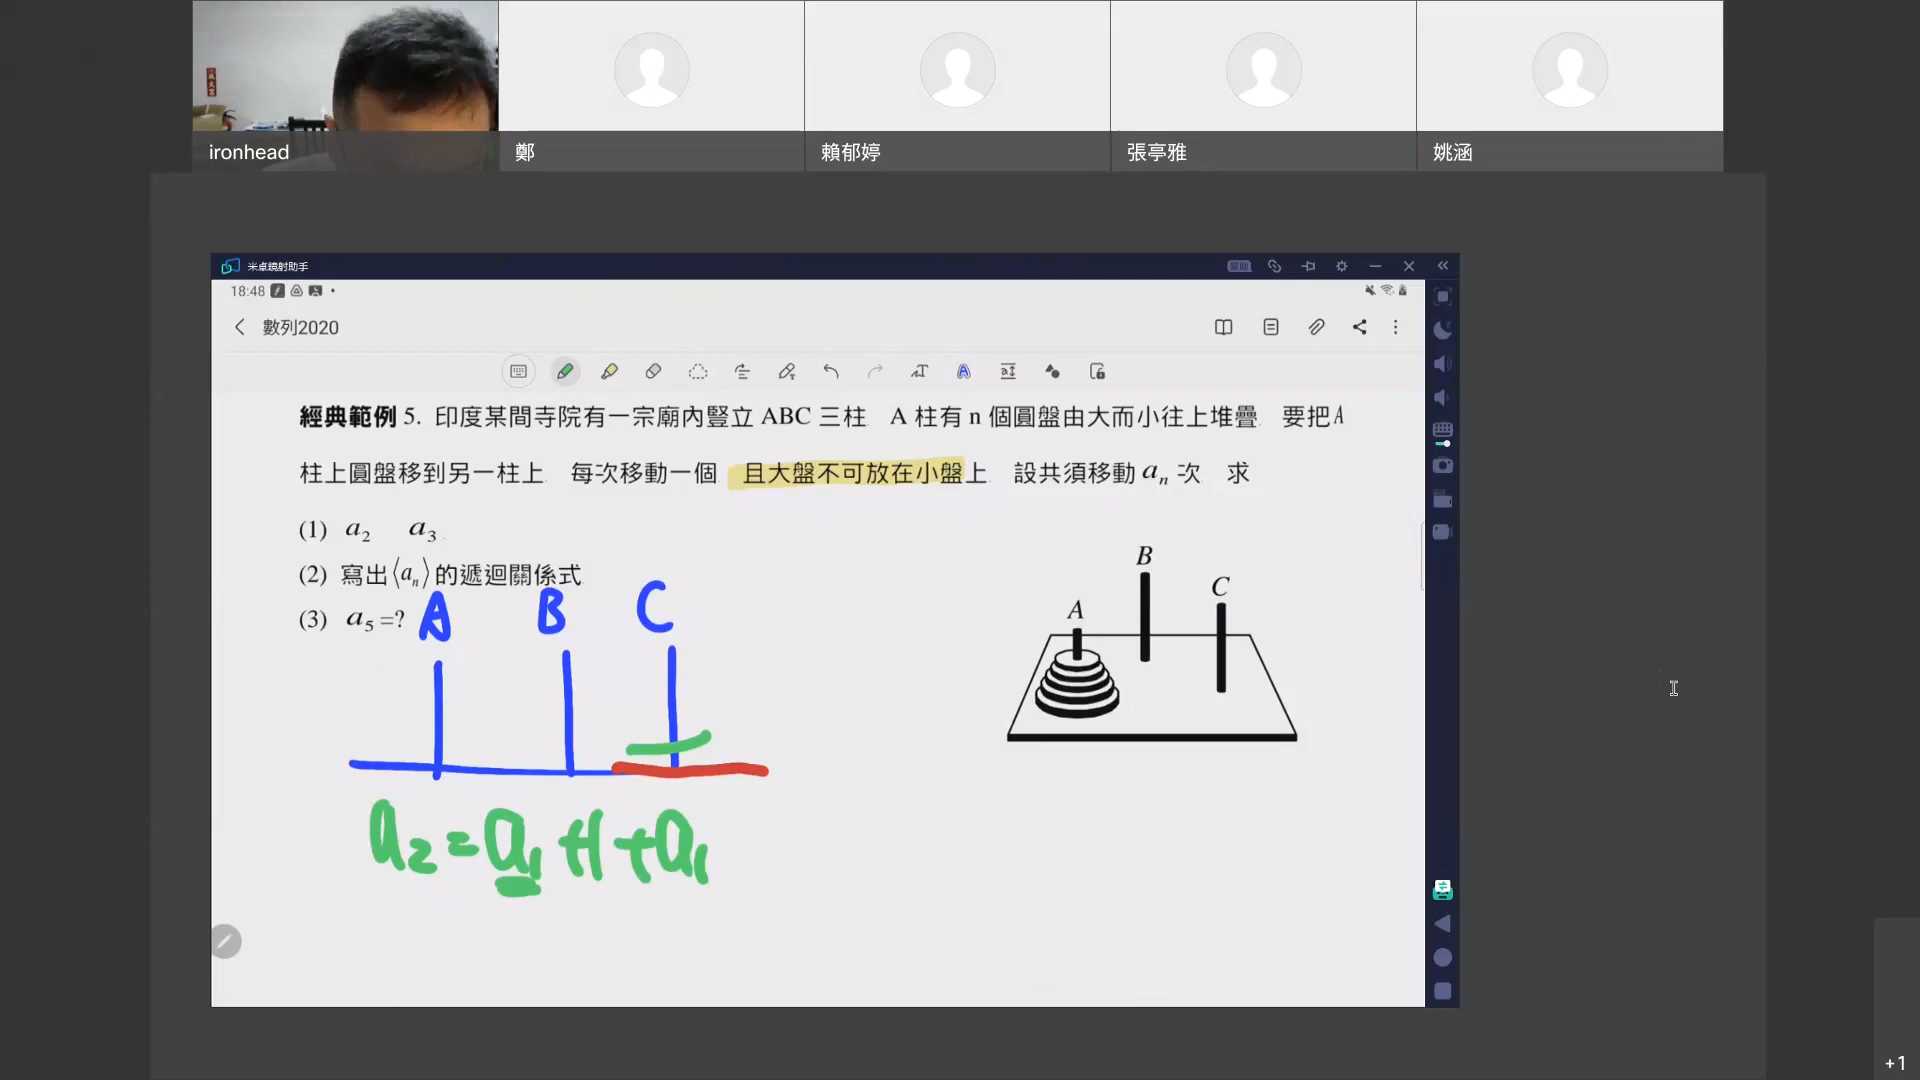 ironhead
鄭
賴郁婷
張亭雅
姚涵
米卓鏡射助手
18:48
數列2020
經典範例 5. 印度某間寺院有一宗廟內豎立 ABC 三柱 A 柱有 n 個圓盤由大而小往上堆疊 要把A
柱上圓盤移到另一柱上 每次移動一個 且大盤不可放在小盤上 設共須移動 aₙ 次 求
(1) a₂ a₃
(2) 寫出⟨aₙ⟩的遞迴關係式
(3) a₅=?
A B C
A
B
C
a₂=a₁+1+a₁
+1